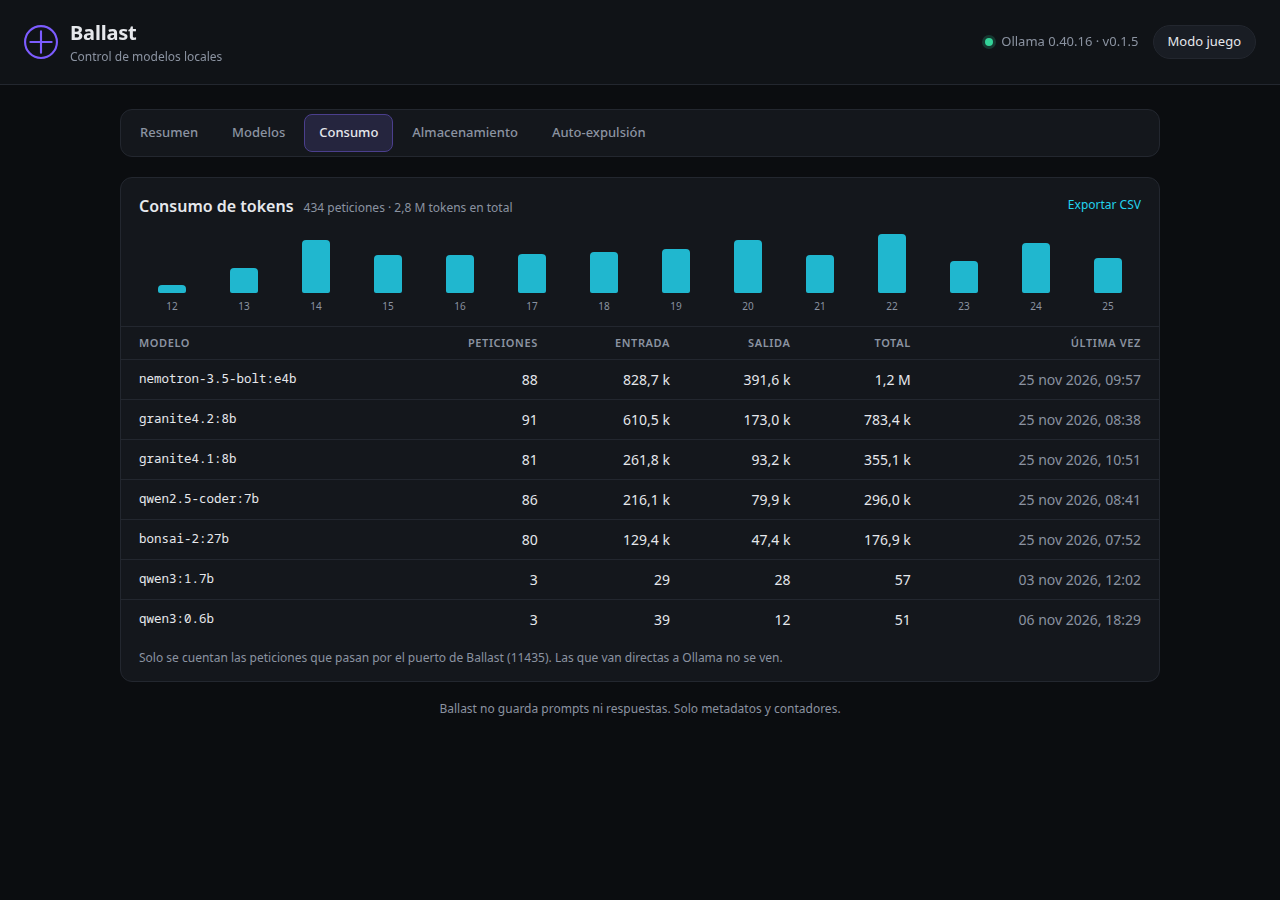 Ballast
Control de modelos locales
Ollama 0.40.16 · v0.1.5
Modo juego
Resumen Modelos Consumo Almacenamiento Auto-expulsión
Consumo de tokens 434 peticiones · 2,8 M tokens en total Exportar CSV
12 13 14 15 16 17 18 19 20 21 22 23 24 25
MODELO PETICIONES ENTRADA SALIDA TOTAL ÚLTIMA VEZ
nemotron-3.5-bolt:e4b 88 828,7 k 391,6 k 1,2 M 25 nov 2026, 09:57
granite4.2:8b 91 610,5 k 173,0 k 783,4 k 25 nov 2026, 08:38
granite4.1:8b 81 261,8 k 93,2 k 355,1 k 25 nov 2026, 10:51
qwen2.5-coder:7b 86 216,1 k 79,9 k 296,0 k 25 nov 2026, 08:41
bonsai-2:27b 80 129,4 k 47,4 k 176,9 k 25 nov 2026, 07:52
qwen3:1.7b 3 29 28 57 03 nov 2026, 12:02
qwen3:0.6b 3 39 12 51 06 nov 2026, 18:29
Solo se cuentan las peticiones que pasan por el puerto de Ballast (11435). Las que van directas a Ollama no se ven.
Ballast no guarda prompts ni respuestas. Solo metadatos y contadores.